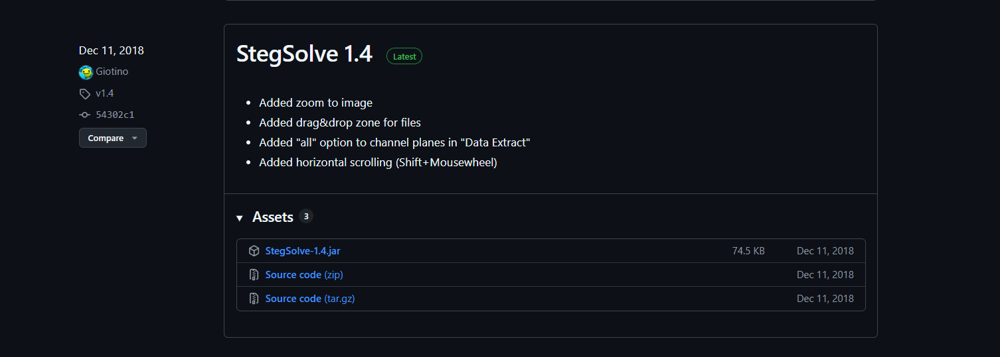 Dec 11, 2018
Giotino
v1.4
54302c1
Compare
StegSolve 1.4 Latest
Added zoom to image
Added drag&drop zone for files
Added "all" option to channel planes in "Data Extract"
Added horizontal scrolling (Shift+Mousewheel)
Assets 3
StegSolve-1.4.jar 74.5 KB Dec 11, 2018
Source code (zip) Dec 11, 2018
Source code (tar.gz) Dec 11, 2018